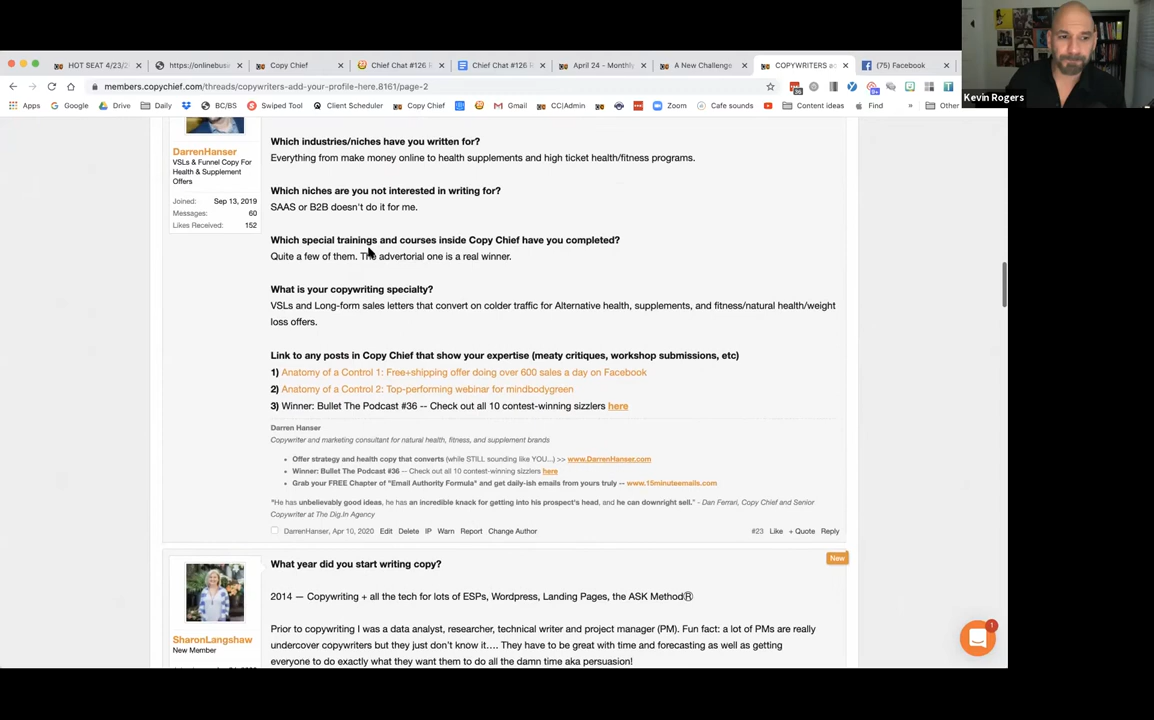 HOT SEAT 4/23/2
https://onlinebusi
Copy Chief
Chief Chat #126 R
Chief Chat #126 R
April 24 - Monthly
A New Challenge
COPYWRITERS ad
(75) Facebook
members.copychief.com/threads/copywriters-add-your-profile-here.8161/page-2
Apps
Google
Drive
Daily
BC/BS
Swiped Tool
Client Scheduler
Copy Chief
Gmail
CC|Admin
Zoom
Cafe sounds
Content ideas
Find
»
Other
Kevin Rogers
DarrenHanser
VSLs & Funnel Copy For
Health & Supplement
Offers
Joined: Sep 13, 2019
Messages: 60
Likes Received: 152
Which industries/niches have you written for?
Everything from make money online to health supplements and high ticket health/fitness programs.
Which niches are you not interested in writing for?
SAAS or B2B doesn't do it for me.
Which special trainings and courses inside Copy Chief have you completed?
Quite a few of them. The advertorial one is a real winner.
What is your copywriting specialty?
VSLs and Long-form sales letters that convert on colder traffic for Alternative health, supplements, and fitness/natural health/weight
loss offers.
Link to any posts in Copy Chief that show your expertise (meaty critiques, workshop submissions, etc)
1) Anatomy of a Control 1: Free+shipping offer doing over 600 sales a day on Facebook
2) Anatomy of a Control 2: Top-performing webinar for mindbodygreen
3) Winner: Bullet The Podcast #36 -- Check out all 10 contest-winning sizzlers here
Darren Hanser
Copywriter and marketing consultant for natural health, fitness, and supplement brands
• Offer strategy and health copy that converts (while STILL sounding like YOU...) >> www.DarrenHanser.com
• Winner: Bullet The Podcast #36 -- Check out all 10 contest-winning sizzlers here
• Grab your FREE Chapter of "Email Authority Formula" and get daily-ish emails from yours truly -- www.15minuteemails.com
"He has unbelievably good ideas, he has an incredible knack for getting into his prospect's head, and he can downright sell." - Dan Ferrari, Copy Chief and Senior
Copywriter at The Dig.In Agency
DarrenHanser, Apr 10, 2020 Edit Delete IP Warn Report Change Author #23 Like + Quote Reply
New
SharonLangshaw
New Member
What year did you start writing copy?
2014 — Copywriting + all the tech for lots of ESPs, Wordpress, Landing Pages, the ASK Method®
Prior to copywriting I was a data analyst, researcher, technical writer and project manager (PM). Fun fact: a lot of PMs are really
undercover copywriters but they just don't know it…. They have to be great with time and forecasting as well as getting
everyone to do exactly what they want them to do all the damn time aka persuasion!
1